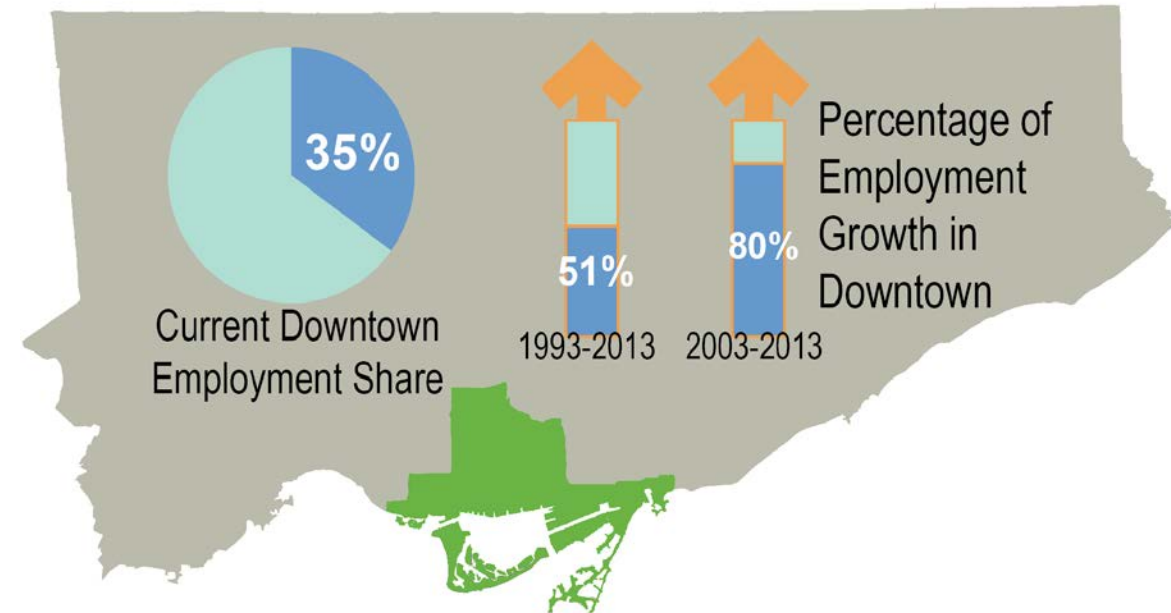 35%
Current Downtown
Employment Share
51%
1993-2013
80%
2003-2013
Percentage of
Employment
Growth in
Downtown